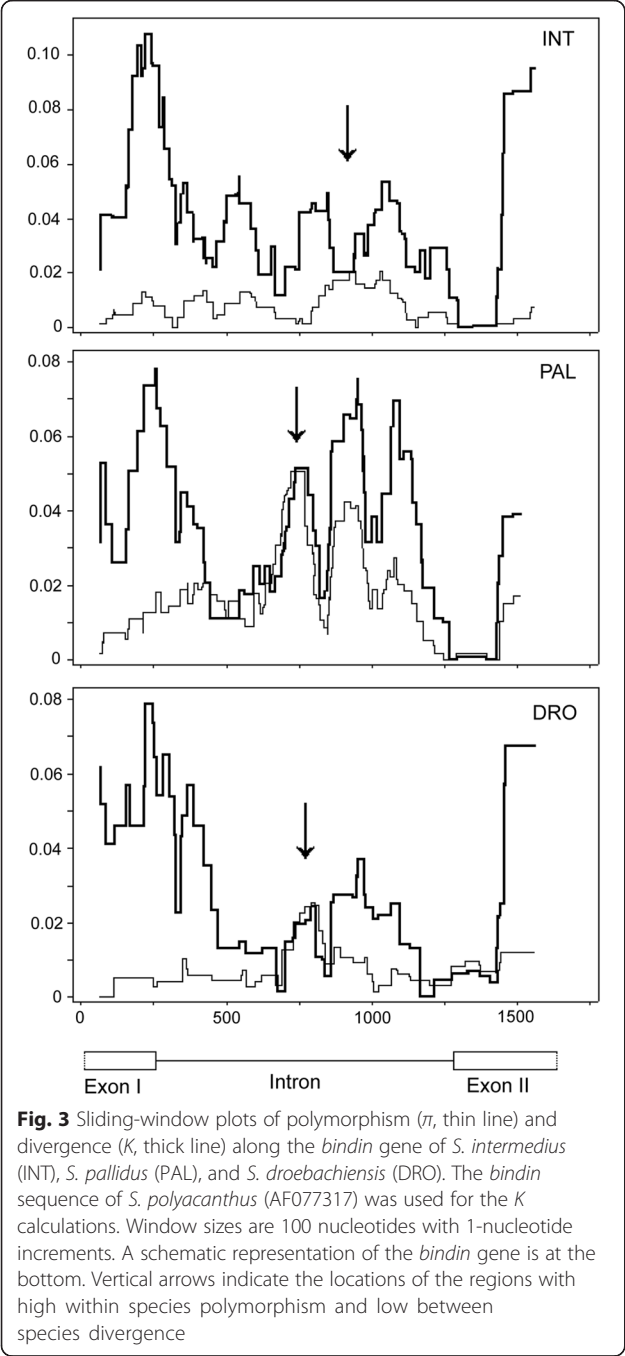 INT
0.10
0.08
0.06
0.04
0.02
0
PAL
0.08
0.06
0.04
0.02
0
DRO
0.08
0.06
0.04
0.02
0
0 500 1000 1500
Exon I Intron Exon II
Fig. 3 Sliding-window plots of polymorphism (π, thin line) and
divergence (K, thick line) along the bindin gene of S. intermedius
(INT), S. pallidus (PAL), and S. droebachiensis (DRO). The bindin
sequence of S. polyacanthus (AF077317) was used for the K
calculations. Window sizes are 100 nucleotides with 1-nucleotide
increments. A schematic representation of the bindin gene is at the
bottom. Vertical arrows indicate the locations of the regions with
high within species polymorphism and low between
species divergence